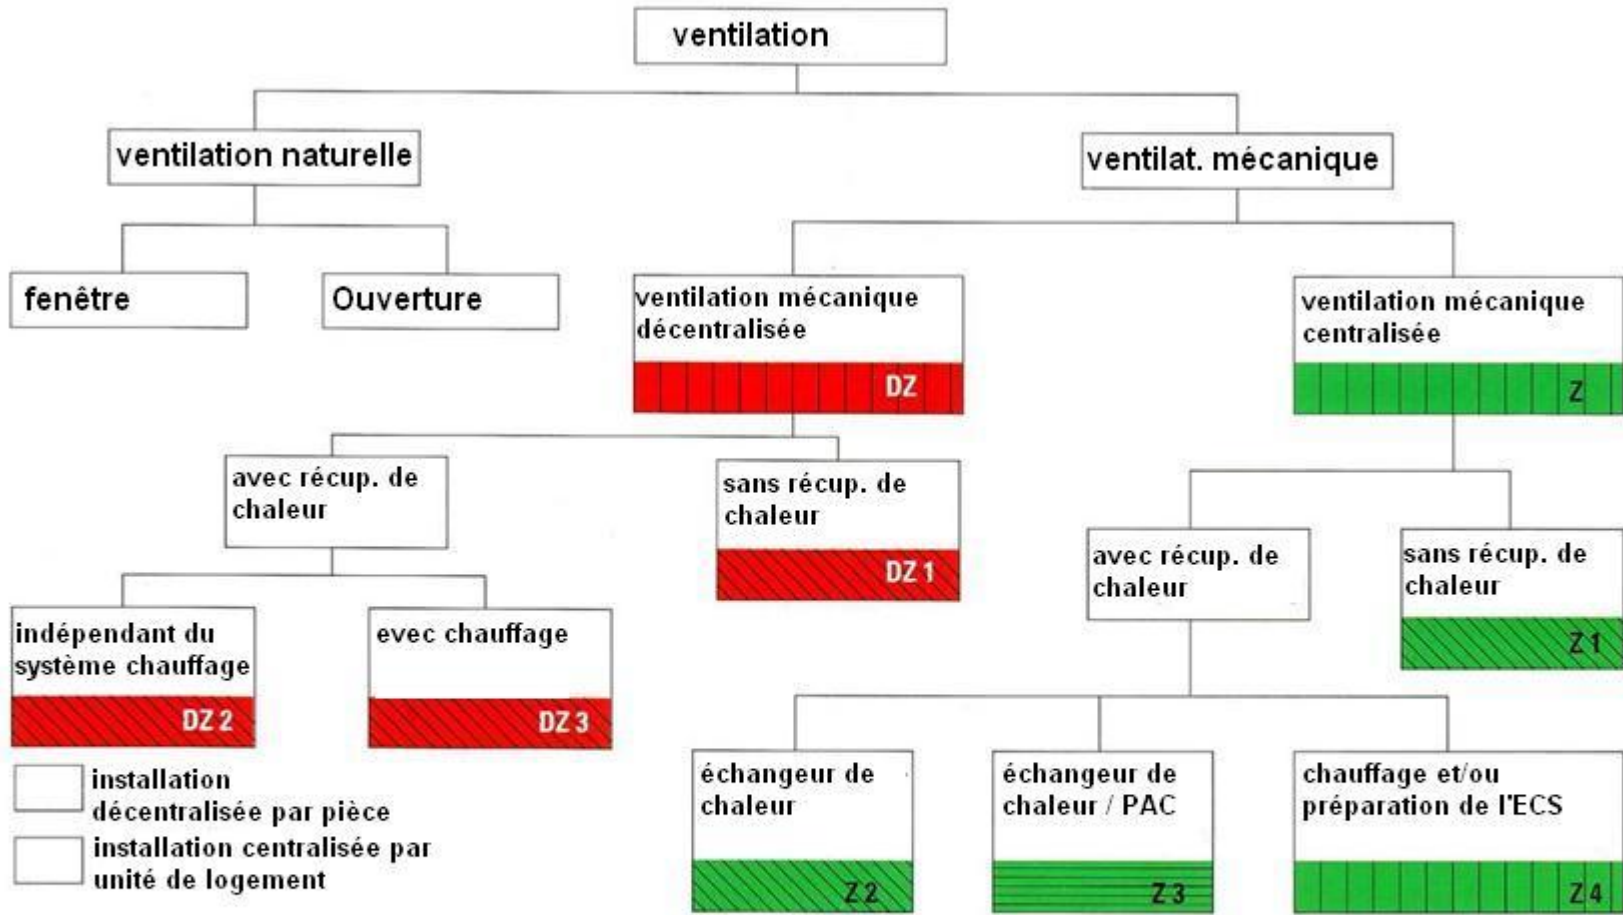 ventilation
ventilation naturelle
ventilat. mécanique
fenêtre
Ouverture
ventilation mécanique
décentralisée
DZ
ventilation mécanique
centralisée
Z
avec récup. de
chaleur
sans récup. de
chaleur
DZ 1
avec récup. de
chaleur
sans récup. de
chaleur
Z 1
indépendant du
système chauffage
DZ 2
evec chauffage
DZ 3
échangeur de
chaleur
Z 2
échangeur de
chaleur / PAC
Z 3
chauffage et/ou
préparation de l'ECS
Z 4
installation
décentralisée par pièce
installation centralisée par
unité de logement